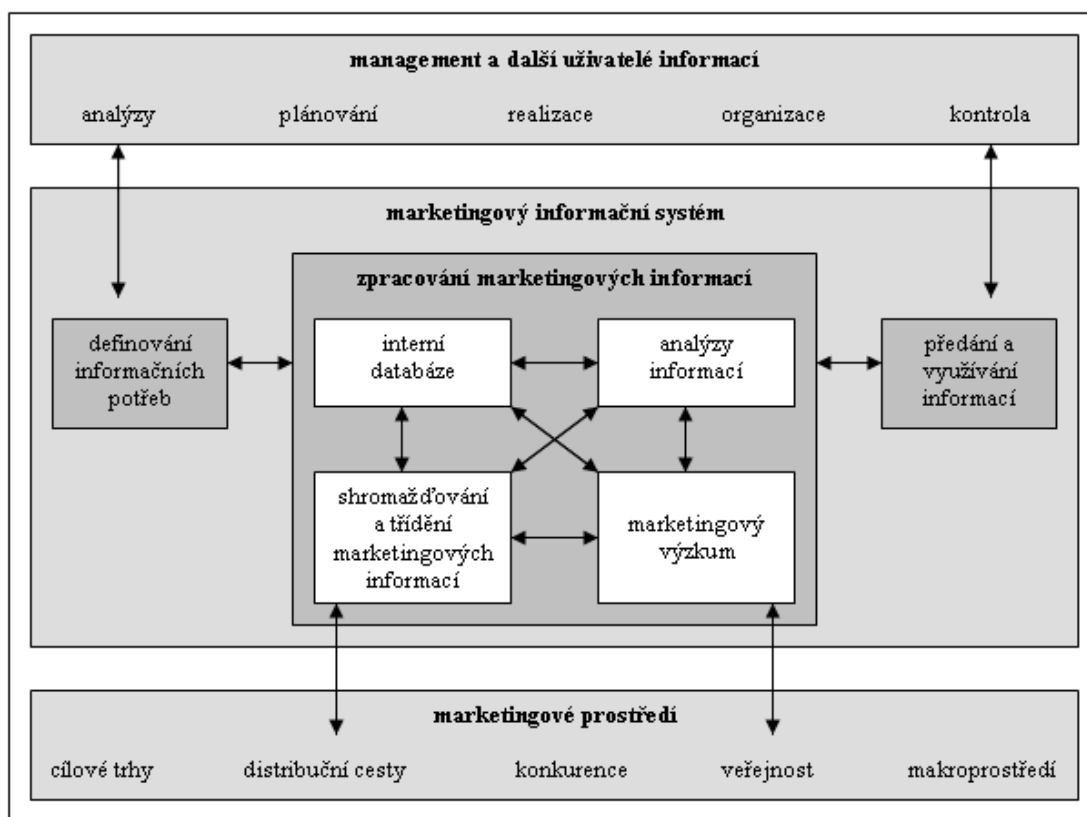 management a další uživatelé informací
analýzy plánování realizace organizace kontrola
marketingový informační systém
zpracování marketingových informací
definování
informačních
potřeb
interní
databáze
analýzy
informací
předání a
využívání
informací
shromažďování
a třídění
marketingových
informací
marketingový
výzkum
marketingové prostředí
cílové trhy distribuční cesty konkurence veřejnost makroprostředí